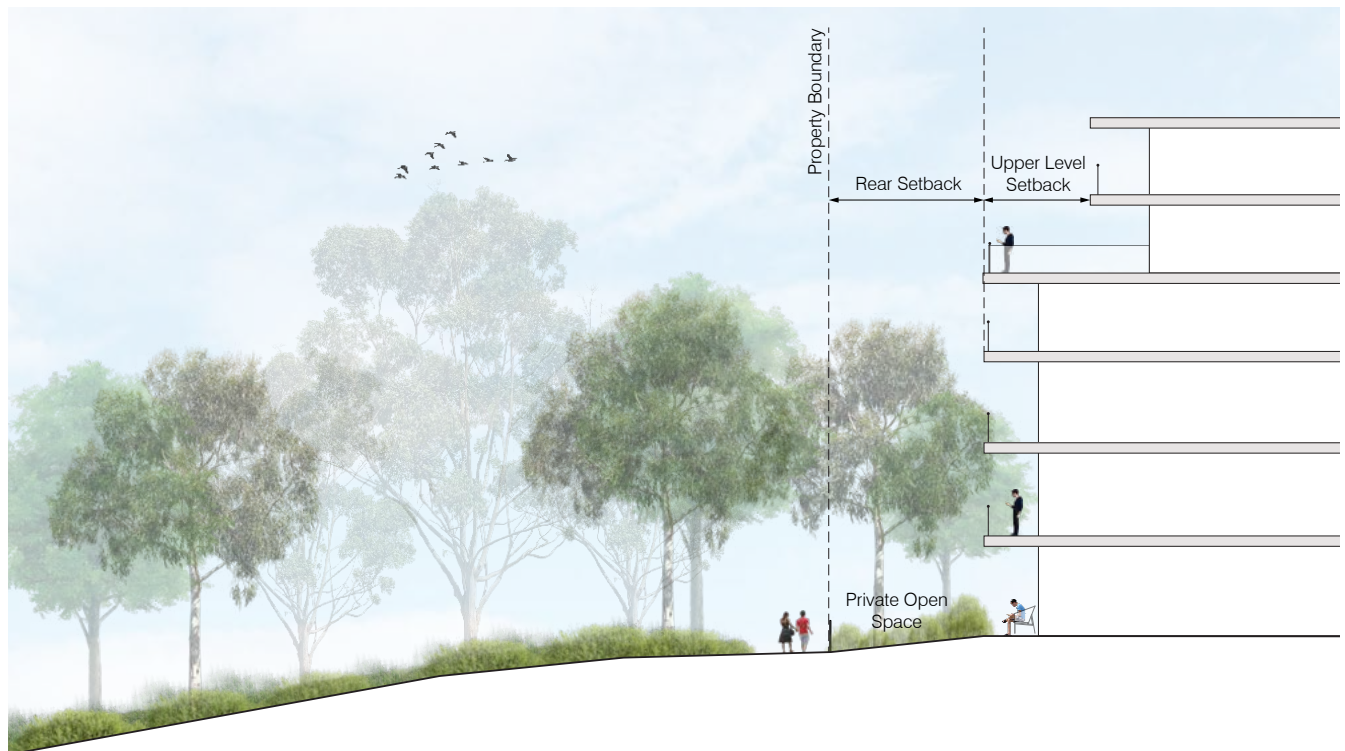 Property Boundary
Rear Setback
Upper Level
Setback
Private Open
Space